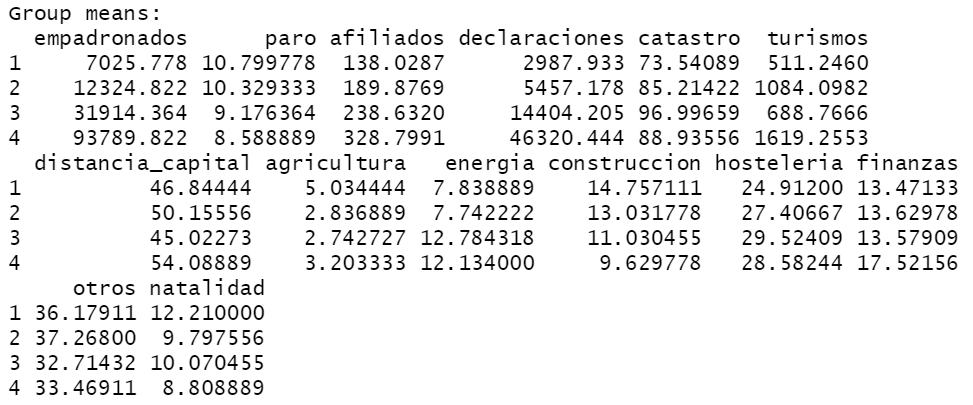 Group means:
  empadronados      paro afiliados declaraciones catastro  turismos
1     7025.778 10.799778  138.0287      2987.933 73.54089  511.2460
2    12324.822 10.329333  189.8769      5457.178 85.21422 1084.0982
3    31914.364  9.176364  238.6320     14404.205 96.99659  688.7666
4    93789.822  8.588889  328.7991     46320.444 88.93556 1619.2553
  distancia_capital agricultura   energia construccion hosteleria finanzas
1          46.84444    5.034444  7.838889    14.757111   24.91200 13.47133
2          50.15556    2.836889  7.742222    13.031778   27.40667 13.62978
3          45.02273    2.742727 12.784318    11.030455   29.52409 13.57909
4          54.08889    3.203333 12.134000     9.629778   28.58244 17.52156
     otros natalidad
1 36.17911 12.210000
2 37.26800  9.797556
3 32.71432 10.070455
4 33.46911  8.808889